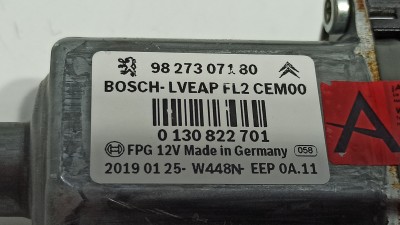 98 273 071 80
BOSCH-LVEAP FL2 CEM00
0 130 822 701
FPG 12V Made in Germany 058
2019 01 25- W448N- EEP 0A.11
A